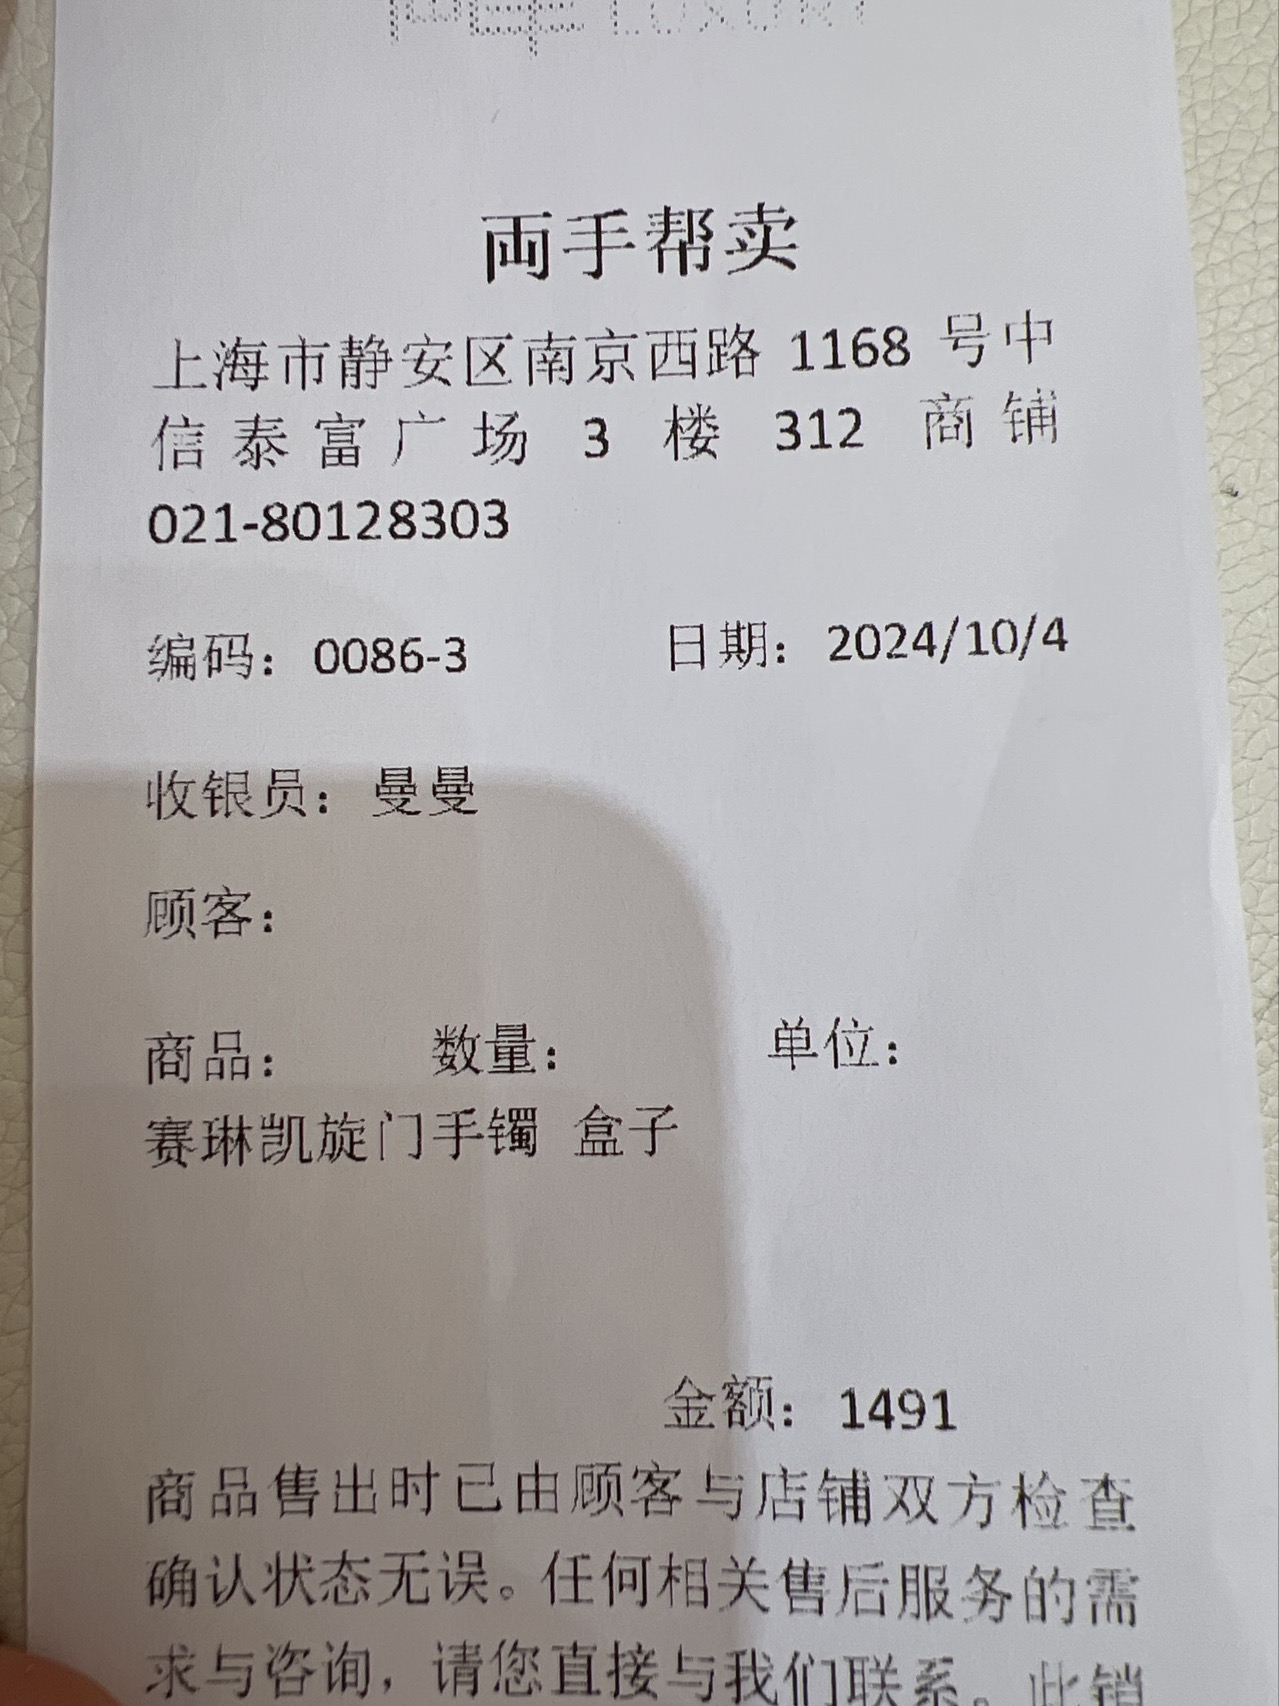 両手帮卖
上海市静安区南京西路 1168 号中
信泰富广场 3 楼 312 商铺
021-80128303
编码：0086-3 日期：2024/10/4
收银员：曼曼
顾客：
商品： 数量： 单位：
赛琳凯旋门手镯 盒子
金额：1491
商品售出时已由顾客与店铺双方检查
确认状态无误。任何相关售后服务的需
求与咨询，请您直接与我们联系。此销